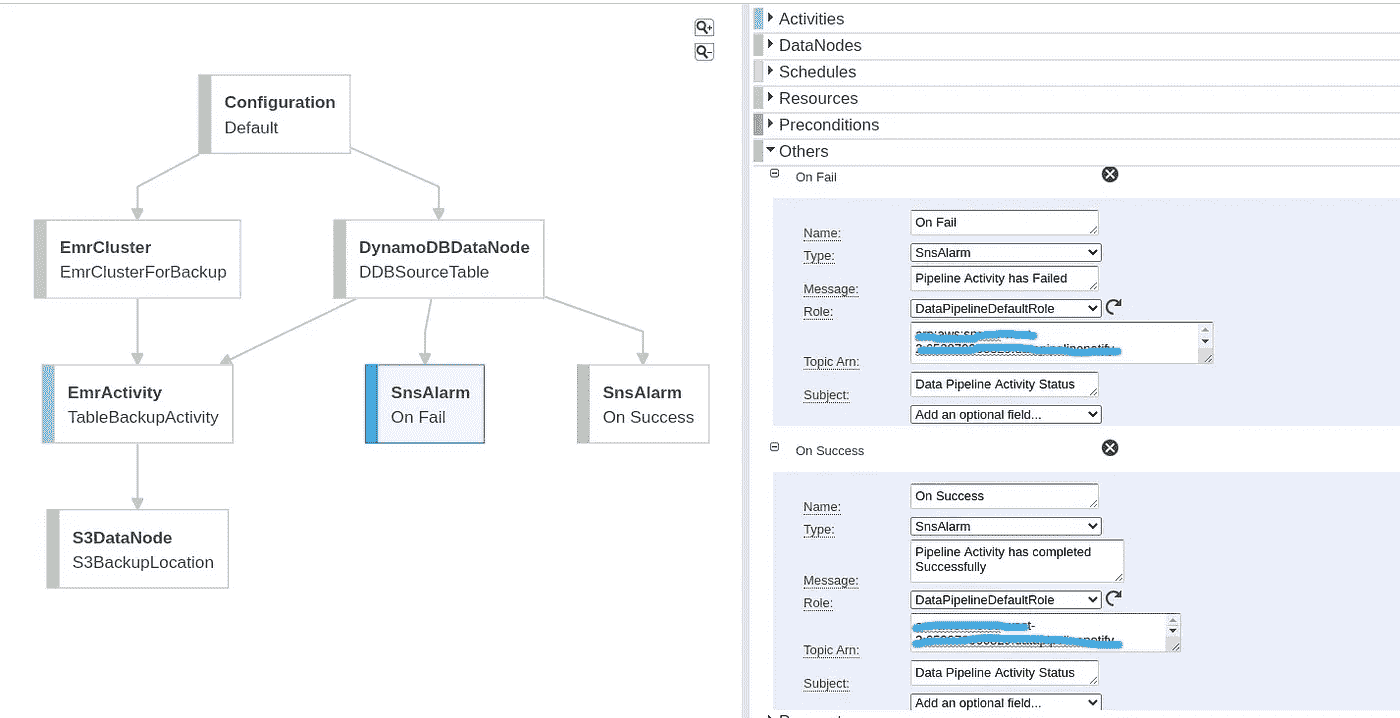 Configuration
Default
EmrCluster
EmrClusterForBackup
DynamoDBDataNode
DDBSourceTable
EmrActivity
TableBackupActivity
SnsAlarm
On Fail
SnsAlarm
On Success
S3DataNode
S3BackupLocation
Activities
DataNodes
Schedules
Resources
Preconditions
Others
On Fail
Name: On Fail
Type: SnsAlarm
Message: Pipeline Activity has Failed
Role: DataPipelineDefaultRole
Topic Arn:
Subject: Data Pipeline Activity Status
Add an optional field...
On Success
Name: On Success
Type: SnsAlarm
Message: Pipeline Activity has completed
Successfully
Role: DataPipelineDefaultRole
Topic Arn:
Subject: Data Pipeline Activity Status
Add an optional field...